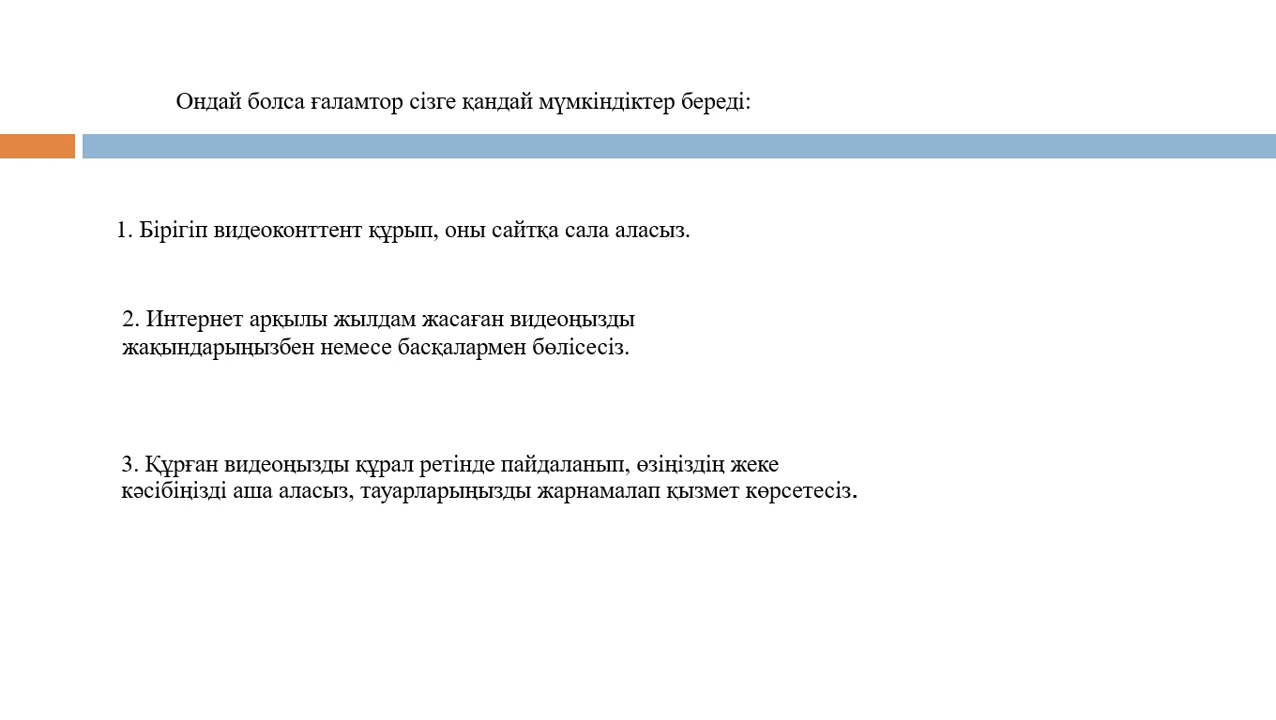 Ондай болса ғаламтор сізге қандай мүмкіндіктер береді:
1. Бірігіп видеоконттент құрып, оны сайтқа сала аласыз.
2. Интернет арқылы жылдам жасаған видеоңызды
жақындарыңызбен немесе басқалармен бөлісесіз.
3. Құрған видеоңызды құрал ретінде пайдаланып, өзіңіздің жеке
кәсібіңізді аша аласыз, тауарларыңызды жарнамалап қызмет көрсетесіз.